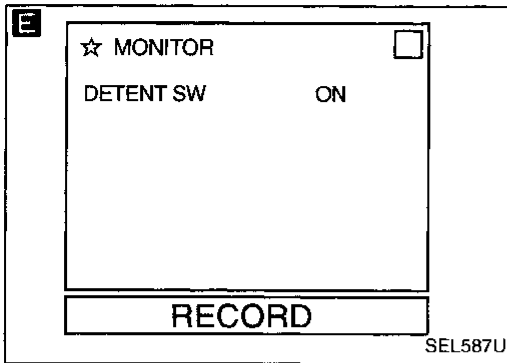 E
☆ MONITOR
DETENT SW ON
RECORD
SEL587U